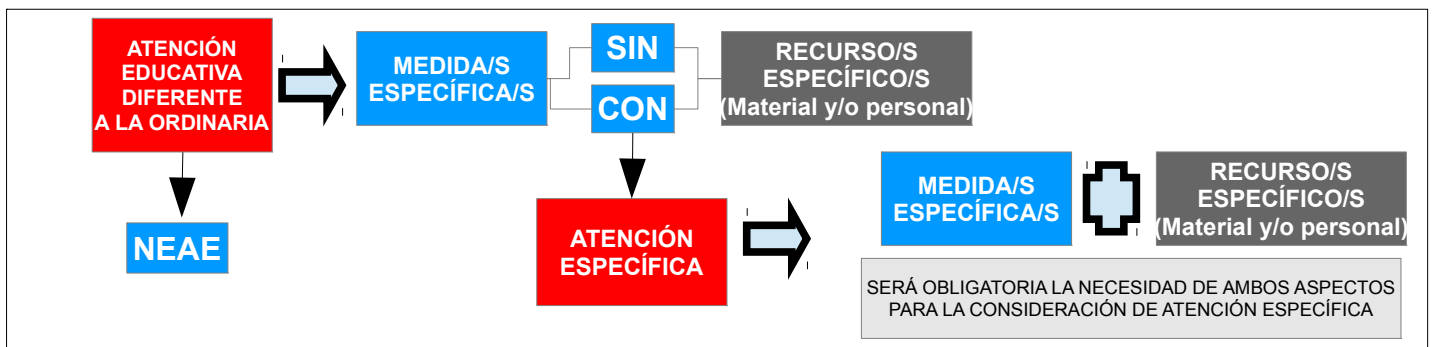 ATENCIÓN
EDUCATIVA
DIFERENTE
A LA ORDINARIA
MEDIDA/S
ESPECÍFICA/S
SIN
CON
RECURSO/S
ESPECÍFICO/S
(Material y/o personal)
NEAE
ATENCIÓN
ESPECÍFICA
MEDIDA/S
ESPECÍFICA/S
RECURSO/S
ESPECÍFICO/S
(Material y/o personal)
SERÁ OBLIGATORIA LA NECESIDAD DE AMBOS ASPECTOS
PARA LA CONSIDERACIÓN DE ATENCIÓN ESPECÍFICA